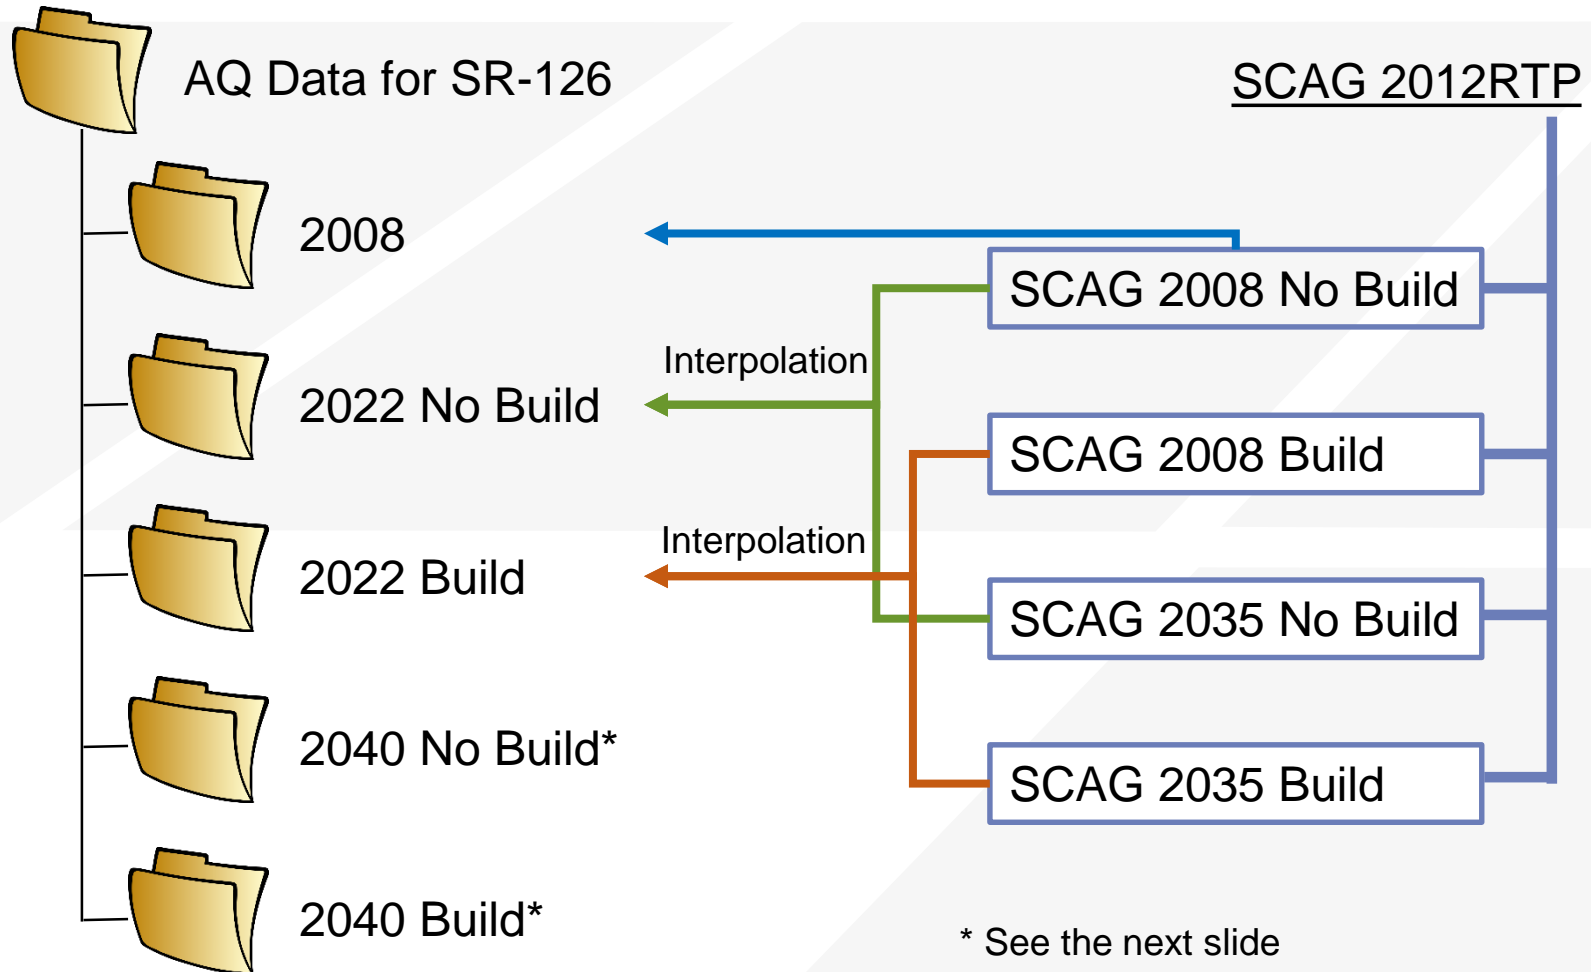 AQ Data for SR-126
2008
2022 No Build
2022 Build
2040 No Build*
2040 Build*
Interpolation
Interpolation
SCAG 2012RTP
SCAG 2008 No Build
SCAG 2008 Build
SCAG 2035 No Build
SCAG 2035 Build
* See the next slide